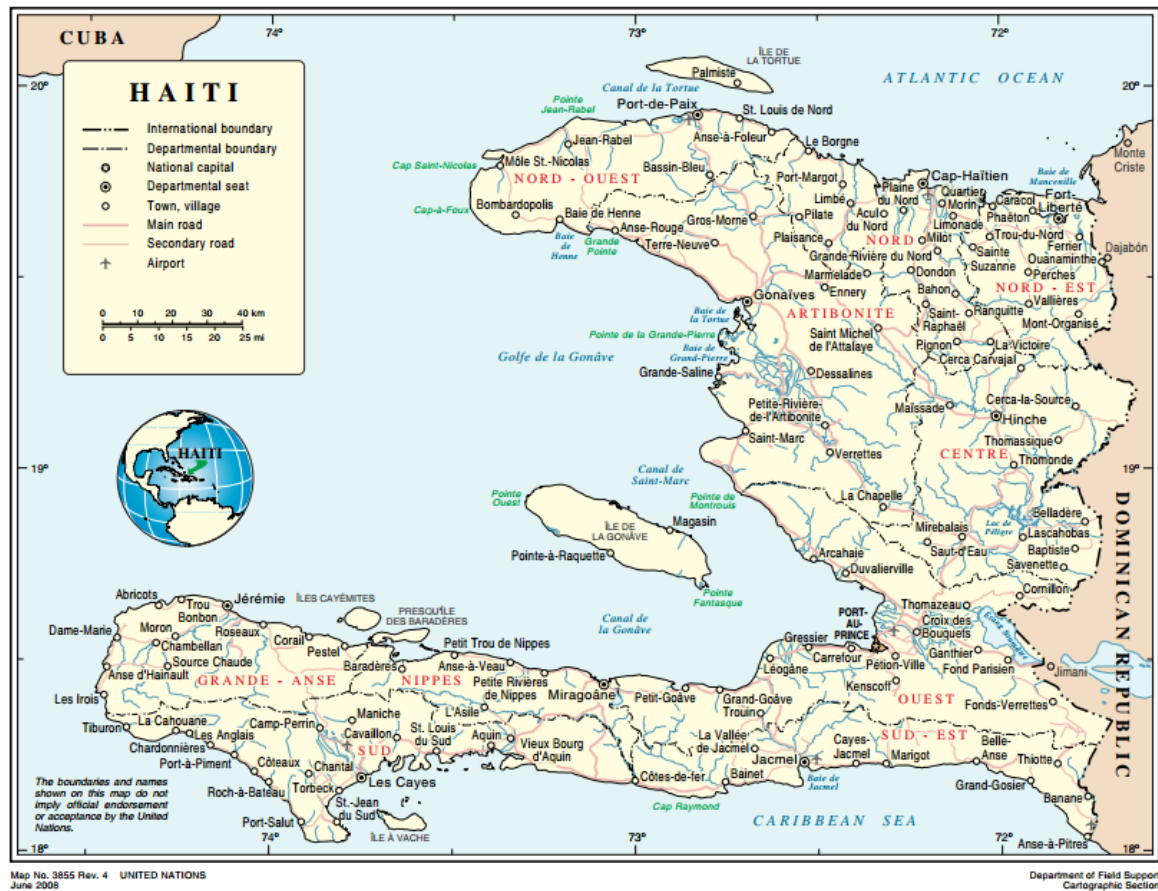 CUBA
74°
73°
72°
HAITI
International boundary
Departmental boundary
National capital
Departmental seat
Town, village
Main road
Secondary road
Airport
0 10 20 30 40 km
0 5 10 15 20 25 mi
HAITI
20°
20°
19°
19°
18°
18°
ATLANTIC OCEAN
ÎLE DE
LA TORTUE
Palmiste
Canal de la Tortue
Pointe
Jean-Rabel
Port-de-Paix
St. Louis de Nord
Jean-Rabel
Anse-à-Foleur
Le Borgne
Cap Saint-Nicolas
Môle St.-Nicolas
NORD - OUEST
Bassin-Bleu
Port-Margot
Cap-Haïtien
Baie de
Mancenille
Monte
Criste
Cap-à-Foux
Bombardopolis
Baie de Henne
Anse-Rouge
Baie
de
Henne
Grande
Pointe
Terre-Neuve
Gros-Morne
Pilate
Limbé
Plaine
du Nord
Acul
du Nord
Quartier
Morin
Limonade
Caracol
Phaëton
Fort-
Liberté
Trou-du-Nord
Ferrier
Dajabón
Plaisance
NORD
Milot
Grande-Rivière du Nord
Sainte
Suzanne
Ouanaminthe
Perches
NORD - EST
Marmelade
Dondon
Ennery
Bahon
Vallières
Gonaïves
ARTIBONITE
Saint-
Raphaël
Ranquitte
Mont-Organisé
Baie de
la Tortue
Pointe de la Grande-Pierre
Baie de
Grand-Pierre
Saint Michel
de l'Attalaye
Pignon
La Victoire
Cerca Carvajal
Golfe de la Gonâve
Grande-Saline
Dessalines
Petite-Rivière-
de-l'Artibonite
Maïssade
Cerca-la-Source
Hinche
Saint-Marc
Thomassique
Verrettes
CENTRE
Thomonde
Canal de
Saint-Marc
Pointe
Ouest
Pointe de
Montrouis
La Chapelle
Lac de
Péligre
Belladère
ÎLE DE
LA GONÂVE
Magasin
Mirebalais
Lascahobas
Saut-d'Eau
Baptiste
Pointe-à-Raquette
Arcahaie
Savenette
Duvalierville
Cornillon
Pointe
Fantasque
DOMINICAN REPUBLIC
Abricots
Trou
Bonbon
Jérémie
ÎLES CAYÉMITES
PRESQU'ÎLE
DES BARADÈRES
Canal de
la Gonâve
PORT-
AU-
PRINCE
Thomazeau
Croix des
Bouquets
Etang Saumâtre
Dame-Marie
Moron
Roseaux
Corail
Pestel
Chambellan
Petit Trou de Nippes
Gressier
Ganthier
Source Chaude
Anse d'Hainault
Baradères
Anse-à-Veau
Léogâne
Carrefour
Pétion-Ville
Fond Parisien
Jimani
GRANDE - ANSE
NIPPES
Petite Rivières
de Nippes
Miragoâne
Petit-Goâve
Grand-Goâve
Kenscoff
OUEST
Les Irois
Trouin
Fonds-Verrettes
Tiburon
La Cahouane
Les Anglais
Camp-Perrin
Maniche
L'Asile
Cavaillon
St. Louis
du Sud
Aquin
Vieux Bourg
d'Aquin
La Vallée
de Jacmel
SUD - EST
Chardonnières
Port-à-Piment
SUD
Jacmel
Cayes-
Jacmel
Marigot
Belle-
Anse
Thiotte
Côteaux
Chantal
Les Cayes
Côtes-de-fer
Bainet
Baie de
Jacmel
Grand-Gosier
Roch-à-Bateau
Torbeck
Banane
St.-Jean
du Sud
Cap Raymond
Port-Salut
ÎLE À VACHE
CARIBBEAN SEA
Anse-à-Pitres
The boundaries and names
shown on this map do not
imply official endorsement
or acceptance by the United
Nations.
74°
73°
72°
Map No. 3855 Rev. 4 UNITED NATIONS
June 2008
Department of Field Support
Cartographic Section